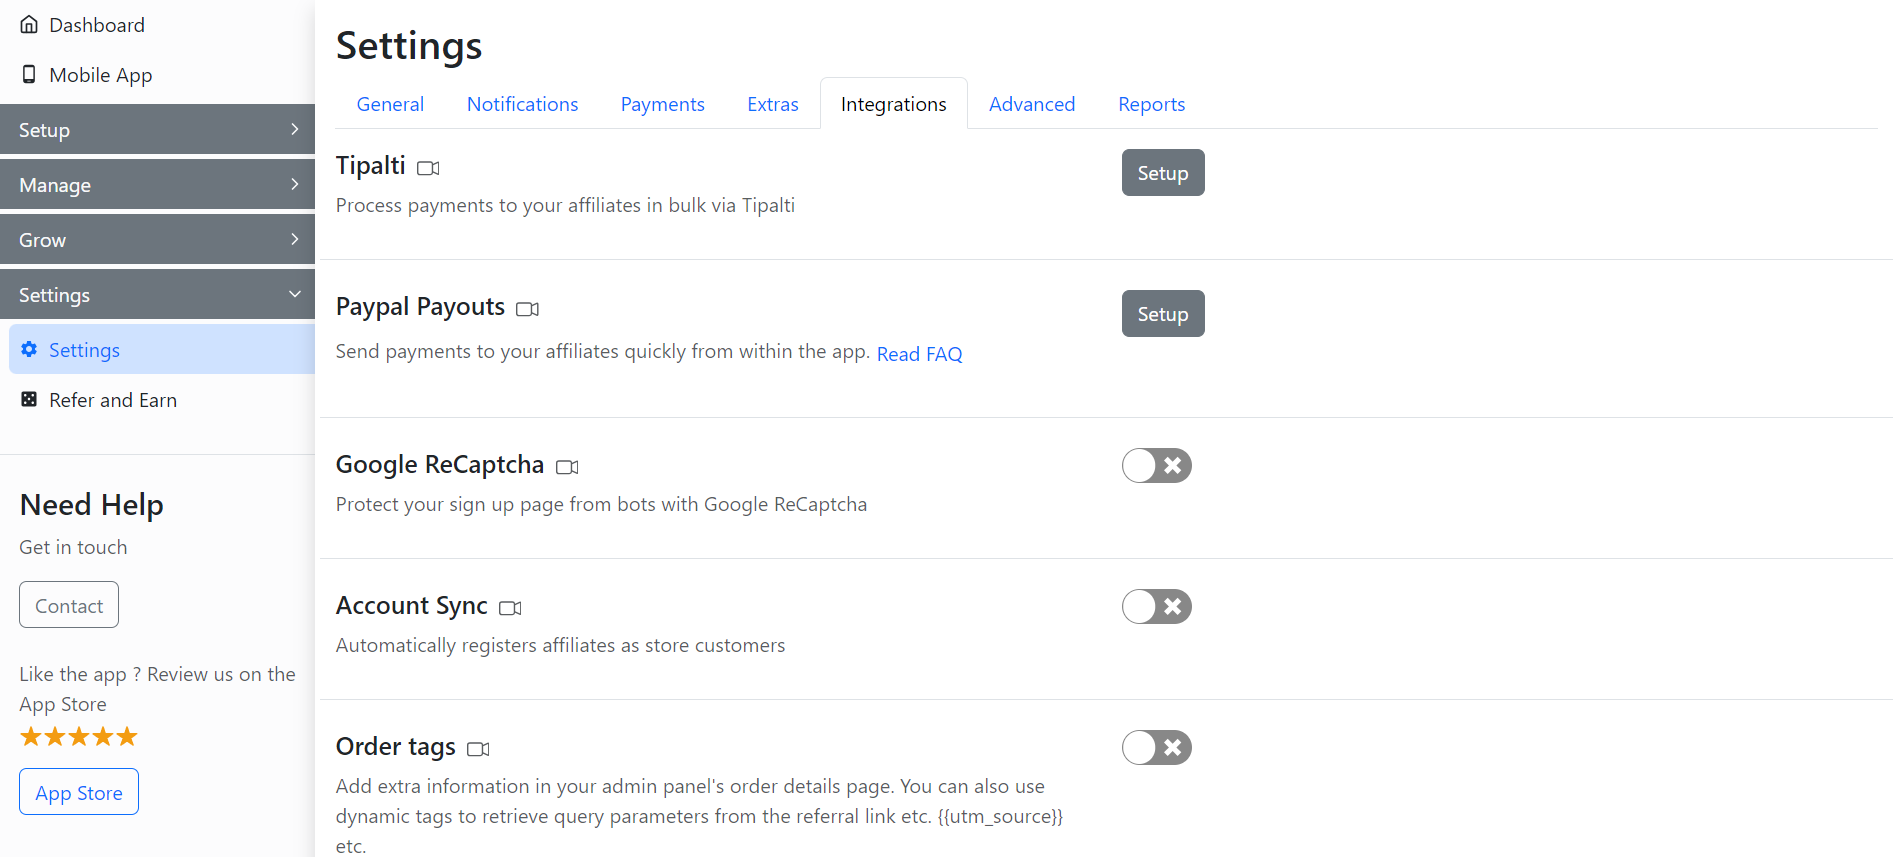 Dashboard
Mobile App
Setup
Manage
Grow
Settings
Settings
Refer and Earn
Need Help
Get in touch
Contact
Like the app ? Review us on the
App Store
App Store
Settings
General Notifications Payments Extras Integrations Advanced Reports
Tipalti
Setup
Process payments to your affiliates in bulk via Tipalti
Paypal Payouts
Setup
Send payments to your affiliates quickly from within the app. Read FAQ
Google ReCaptcha
Protect your sign up page from bots with Google ReCaptcha
Account Sync
Automatically registers affiliates as store customers
Order tags
Add extra information in your admin panel's order details page. You can also use
dynamic tags to retrieve query parameters from the referral link etc. {{utm_source}}
etc.